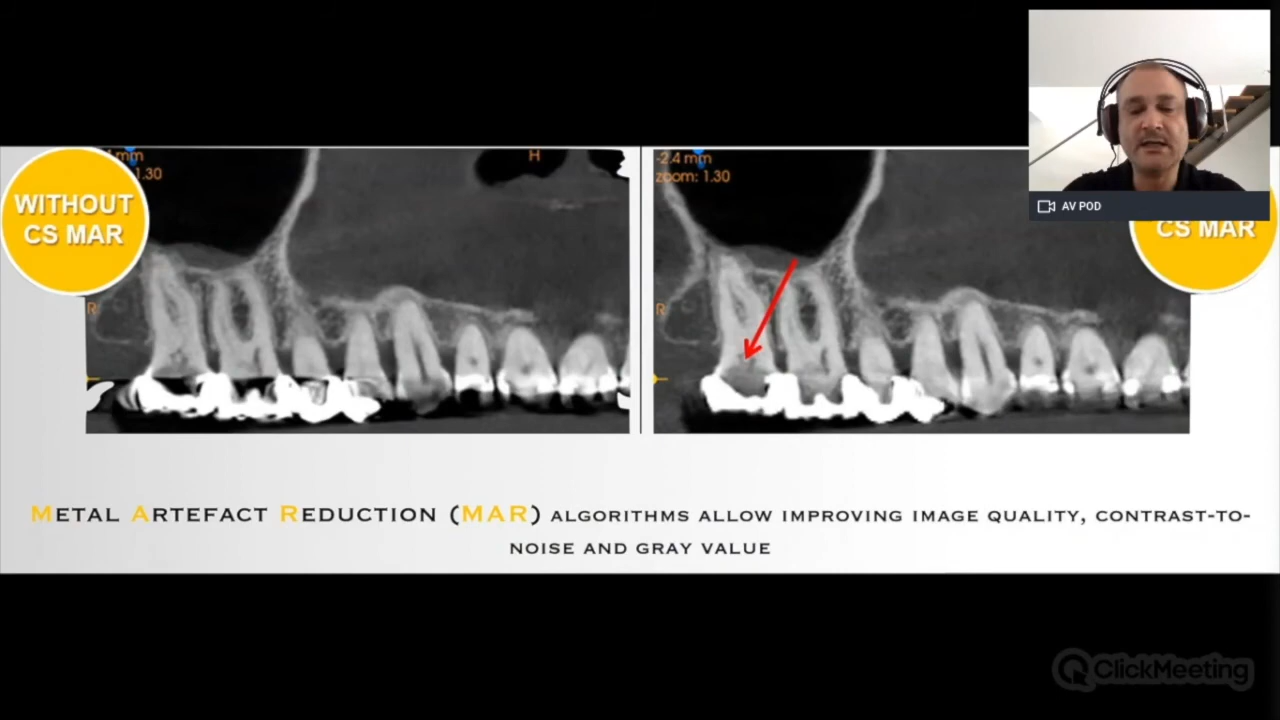 mm
1.30
WITHOUT
CS MAR
R
H
-2.4 mm
zoom: 1.30
R
CS MAR
AV POD
METAL ARTEFACT REDUCTION (MAR) ALGORITHMS ALLOW IMPROVING IMAGE QUALITY, CONTRAST-TO-
NOISE AND GRAY VALUE
ClickMeeting